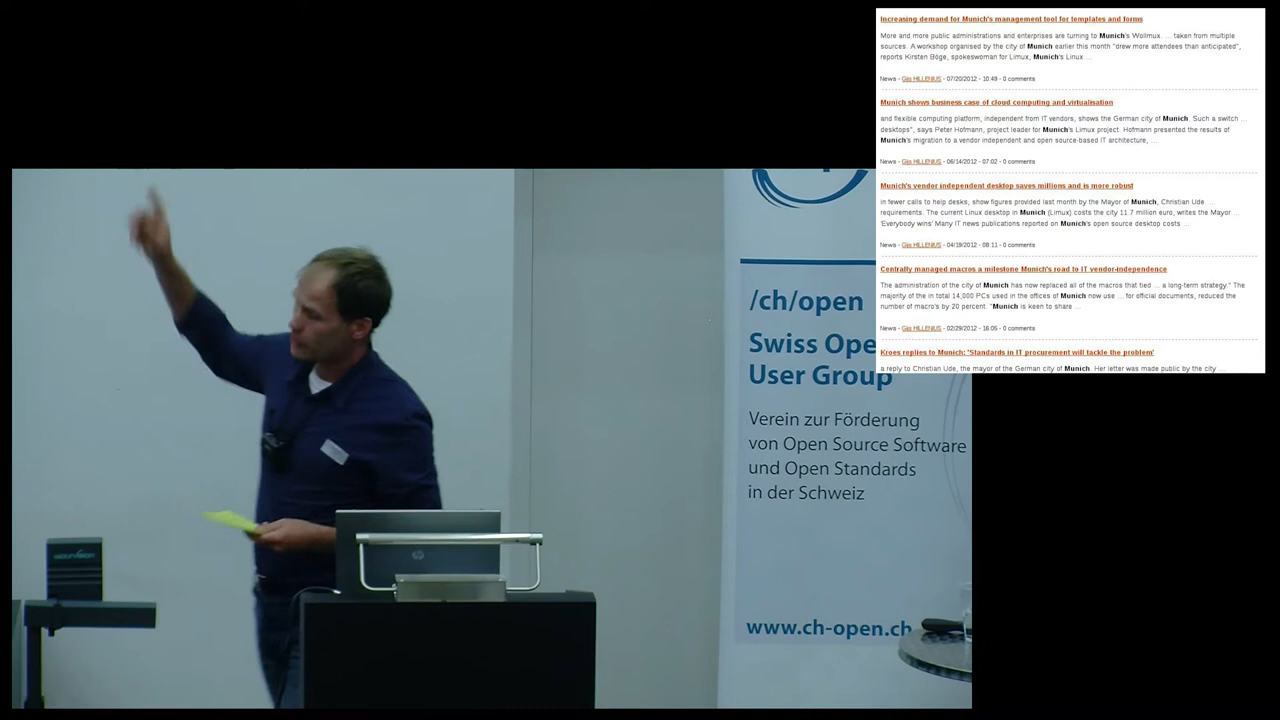 Increasing demand for Munich's management tool for templates and forms
More and more public administrations and enterprises are turning to Munich's Wollmux. ... taken from multiple
sources. A workshop organised by the city of Munich earlier this month "drew more attendees than anticipated",
reports Kirsten Böge, spokeswoman for Limux, Munich's Linux ...
News - Gijs HILLENIUS - 07/20/2012 - 10:49 - 0 comments
Munich shows business case of cloud computing and virtualisation
and flexible computing platform, independent from IT vendors, shows the German city of Munich. Such a switch ...
desktops", says Peter Hofmann, project leader for Munich's Limux project. Hofmann presented the results of
Munich's migration to a vendor independent and open source-based IT architecture, ...
News - Gijs HILLENIUS - 06/14/2012 - 07:02 - 0 comments
Munich's vendor independent desktop saves millions and is more robust
in fewer calls to help desks, show figures provided last month by the Mayor of Munich, Christian Ude. ...
requirements. The current Linux desktop in Munich (Limux) costs the city 11.7 million euro, writes the Mayor ...
'Everybody wins' Many IT news publications reported on Munich's open source desktop costs ...
News - Gijs HILLENIUS - 04/19/2012 - 08:11 - 0 comments
Centrally managed macros a milestone Munich's road to IT vendor-independence
The administration of the city of Munich has now replaced all of the macros that tied ... a long-term strategy." The
majority of the in total 14,000 PCs used in the offices of Munich now use ... for official documents, reduced the
number of macro's by 20 percent. "Munich is keen to share ...
News - Gijs HILLENIUS - 02/29/2012 - 16:05 - 0 comments
Kroes replies to Munich: 'Standards in IT procurement will tackle the problem'
a reply to Christian Ude, the mayor of the German city of Munich. Her letter was made public by the city ...
/ch/open
Swiss Ope
User Group
Verein zur Förderung
von Open Source Software
und Open Standards
in der Schweiz
www.ch-open.ch
wolfvision
hp